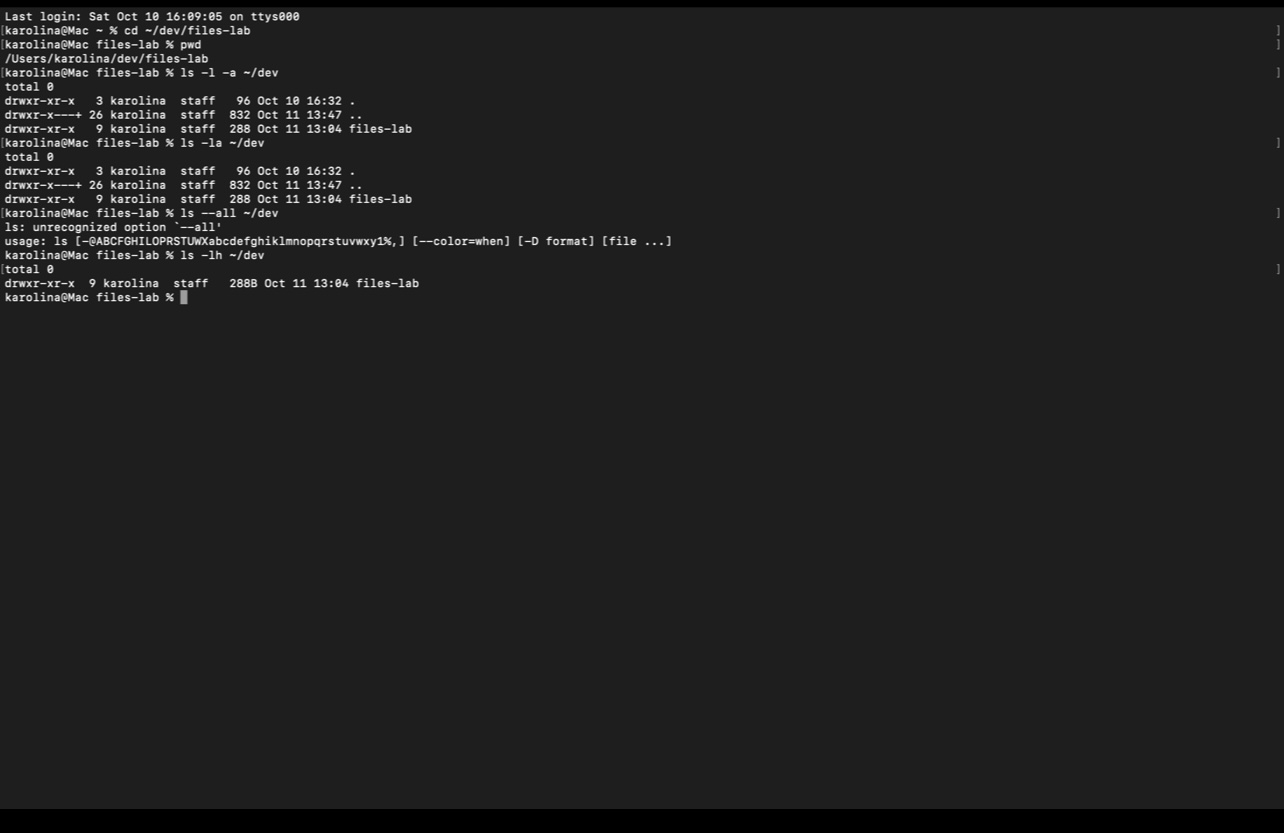 Last login: Sat Oct 10 16:09:05 on ttys000
[karolina@Mac ~ % cd ~/dev/files-lab ]
[karolina@Mac files-lab % pwd ]
/Users/karolina/dev/files-lab
[karolina@Mac files-lab % ls -l -a ~/dev ]
total 0
drwxr-xr-x   3 karolina  staff   96 Oct 10 16:32 .
drwxr-x---+ 26 karolina  staff  832 Oct 11 13:47 ..
drwxr-xr-x   9 karolina  staff  288 Oct 11 13:04 files-lab
[karolina@Mac files-lab % ls -la ~/dev ]
total 0
drwxr-xr-x   3 karolina  staff   96 Oct 10 16:32 .
drwxr-x---+ 26 karolina  staff  832 Oct 11 13:47 ..
drwxr-xr-x   9 karolina  staff  288 Oct 11 13:04 files-lab
[karolina@Mac files-lab % ls --all ~/dev ]
ls: unrecognized option `--all'
usage: ls [-@ABCFGHILOPRSTUWXabcdefghiklmnopqrstuvwxy1%,] [--color=when] [-D format] [file ...]
karolina@Mac files-lab % ls -lh ~/dev
[total 0 ]
drwxr-xr-x  9 karolina  staff   288B Oct 11 13:04 files-lab
karolina@Mac files-lab %